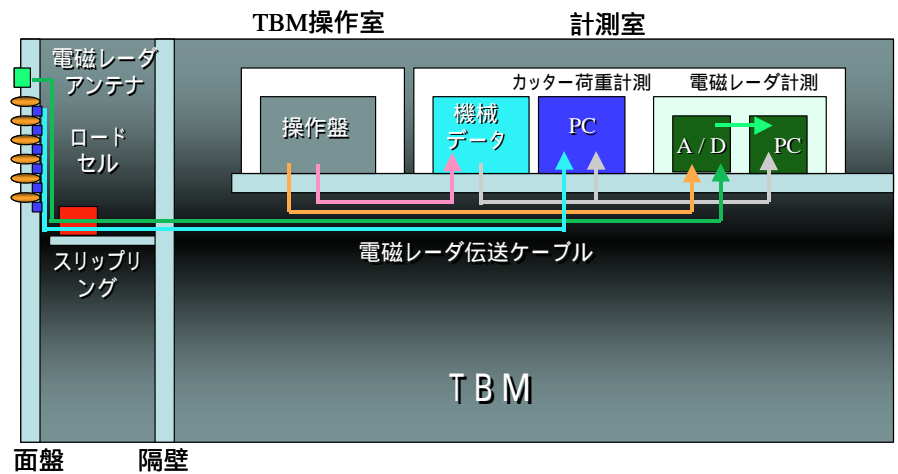 TBM操作室
計測室
電磁レーダ
アンテナ
カッター荷重計測
電磁レーダ計測
操作盤
機械
データ
PC
A / D
PC
ロード
セル
スリップリ
ング
電磁レーダ伝送ケーブル
TBM
面盤
隔壁